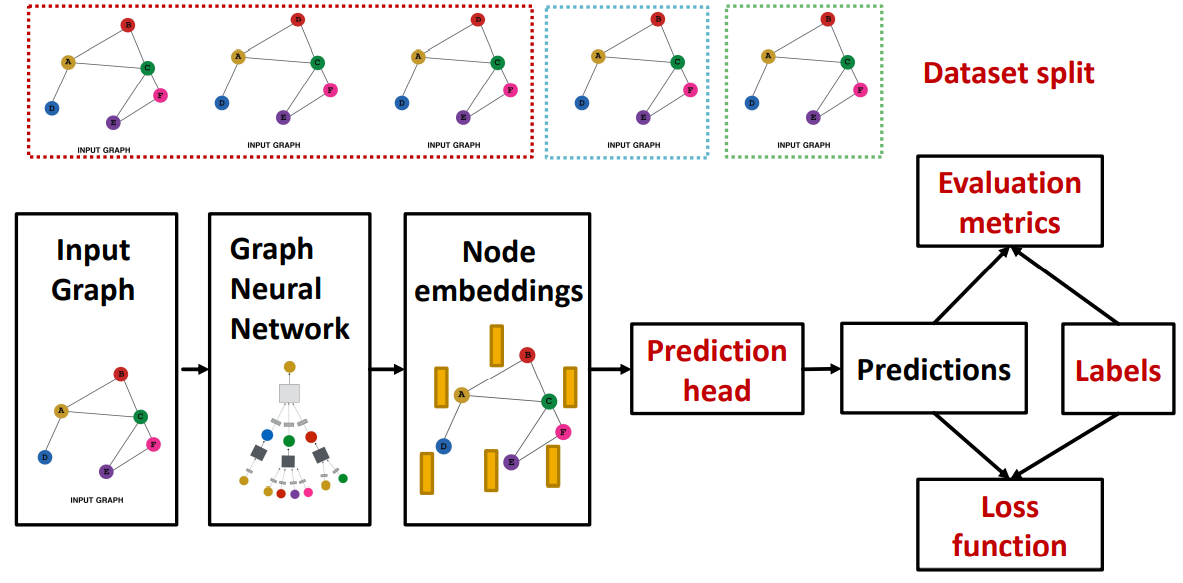 B
A
C
F
D
E
INPUT GRAPH
B
A
C
F
D
E
INPUT GRAPH
B
A
C
F
D
E
INPUT GRAPH
B
A
C
F
D
E
INPUT GRAPH
B
A
C
F
D
E
INPUT GRAPH
Dataset split
Input
Graph
B
A
C
F
D
E
INPUT GRAPH
Graph
Neural
Network
Node
embeddings
B
A
C
F
D
E
Prediction
head
Predictions
Labels
Evaluation
metrics
Loss
function